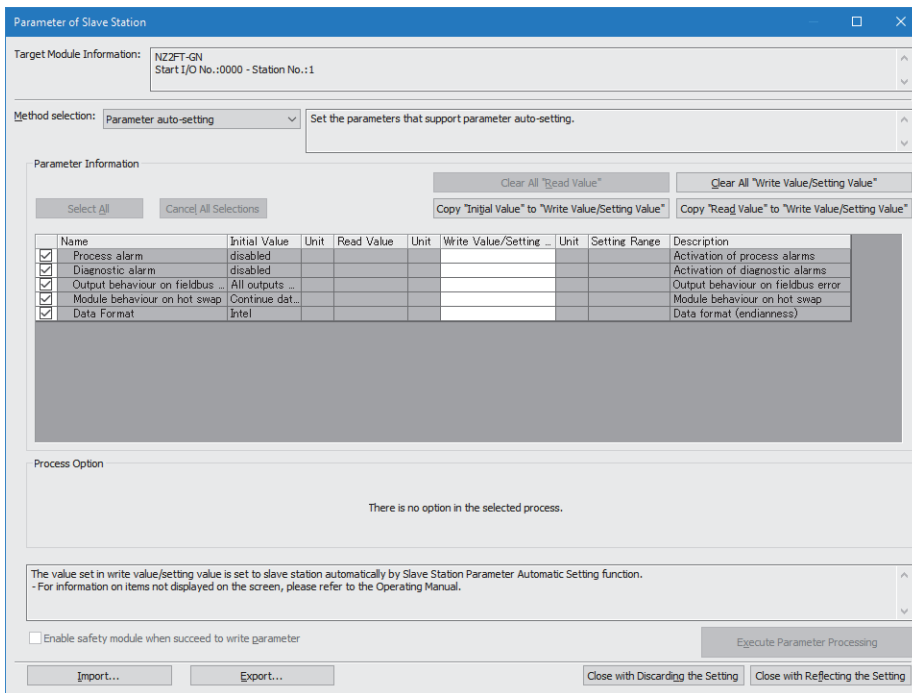 Parameter of Slave Station
Target Module Information:
NZ2FT-GN
Start I/O No.:0000 - Station No.:1
Method selection: Parameter auto-setting
Set the parameters that support parameter auto-setting.
Parameter Information
Clear All "Read Value" Clear All "Write Value/Setting Value"
Select All Cancel All Selections Copy "Initial Value" to "Write Value/Setting Value" Copy "Read Value" to "Write Value/Setting Value"
Name Initial Value Unit Read Value Unit Write Value/Setting ... Unit Setting Range Description
Process alarm disabled Activation of process alarms
Diagnostic alarm disabled Activation of diagnostic alarms
Output behaviour on fieldbus ... All outputs ... Output behaviour on fieldbus error
Module behaviour on hot swap Continue dat... Module behaviour on hot swap
Data Format Intel Data format (endianness)
Process Option
There is no option in the selected process.
The value set in write value/setting value is set to slave station automatically by Slave Station Parameter Automatic Setting function.
- For information on items not displayed on the screen, please refer to the Operating Manual.
Enable safety module when succeed to write parameter
Execute Parameter Processing
Import... Export... Close with Discarding the Setting Close with Reflecting the Setting